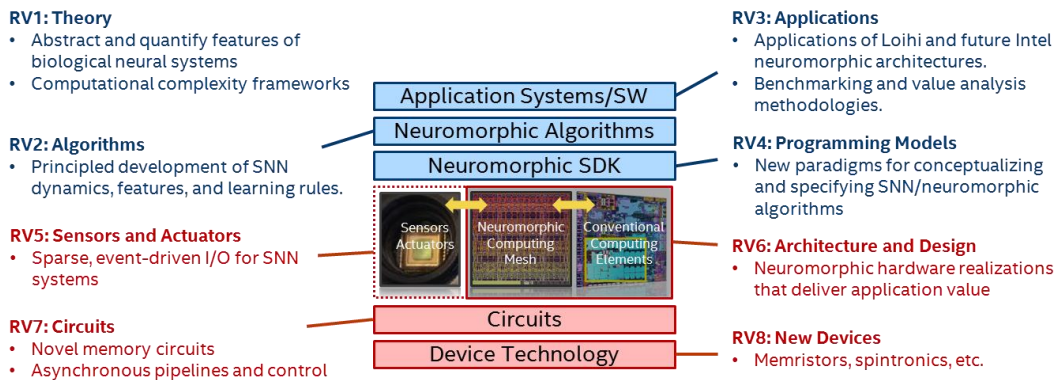 RV1: Theory
• Abstract and quantify features of
biological neural systems
• Computational complexity frameworks
RV2: Algorithms
• Principled development of SNN
dynamics, features, and learning rules.
RV5: Sensors and Actuators
• Sparse, event-driven I/O for SNN
systems
RV7: Circuits
• Novel memory circuits
• Asynchronous pipelines and control
Application Systems/SW
Neuromorphic Algorithms
Neuromorphic SDK
Sensors
Actuators
Neuromorphic
Computing
Mesh
Conventional
Computing
Elements
Circuits
Device Technology
RV3: Applications
• Applications of Loihi and future Intel
neuromorphic architectures.
• Benchmarking and value analysis
methodologies.
RV4: Programming Models
• New paradigms for conceptualizing
and specifying SNN/neuromorphic
algorithms
RV6: Architecture and Design
• Neuromorphic hardware realizations
that deliver application value
RV8: New Devices
• Memristors, spintronics, etc.